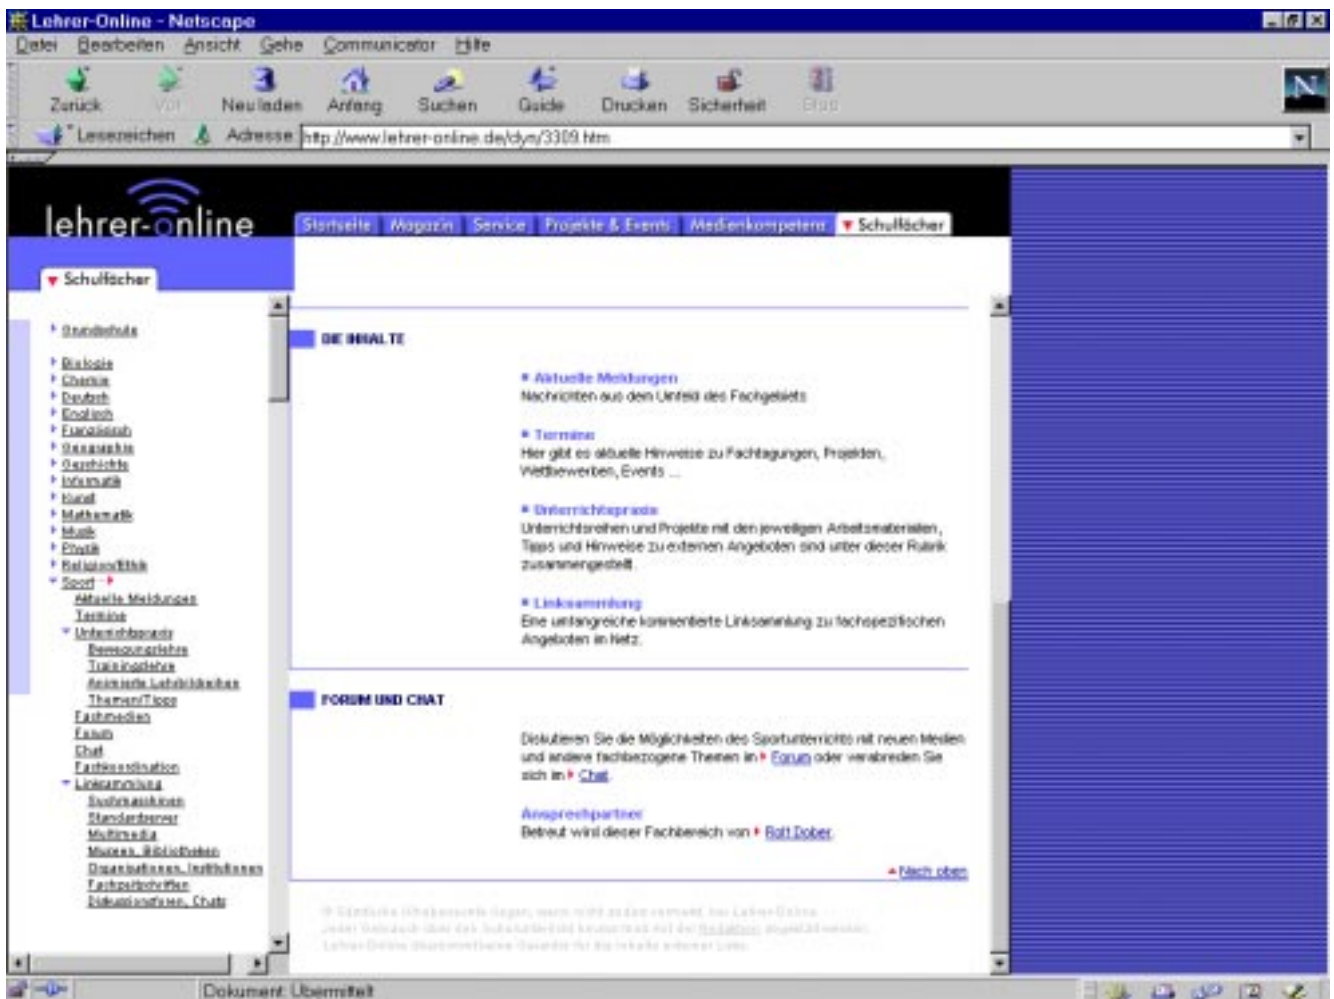 Lehrer-Online - Netscape
Datei Bearbeiten Ansicht Gehe Communicator Hilfe
Zurück Vor Neu laden Anfang Suchen Guide Drucken Sicherheit Stop
Lesezeichen Adresse http://www.lehrer-online.de/dyn/3309.htm
lehrer-online
Startseite Magazin Service Projekte & Events Medienkompetenz Schulfächer
Schulfächer
Grundschule
Biologie
Chemie
Deutsch
Englisch
Französisch
Geographie
Geschichte
Informatik
Kunst
Mathematik
Musik
Physik
Religion/Ethik
Sport
Aktuelle Meldungen
Termine
Unterrichtspraxis
Bewegungslehre
Trainingslehre
Animierte Lehrbildreihen
Themen/Tipps
Fachmedien
Forum
Chat
Fachkoordination
Linksammlung
Suchmaschinen
Standardserver
Multimedia
Museen, Bibliotheken
Organisationen, Institutionen
Fachzeitschriften
Diskussionsforen, Chats
DIE INHALTE
Aktuelle Meldungen
Nachrichten aus dem Umfeld des Fachgebiets
Termine
Hier gibt es aktuelle Hinweise zu Fachtagungen, Projekten,
Wettbewerben, Events ...
Unterrichtspraxis
Unterrichtsreihen und Projekte mit den jeweiligen Arbeitsmaterialien,
Tipps und Hinweise zu externen Angeboten sind unter dieser Rubrik
zusammengestellt.
Linksammlung
Eine umfangreiche kommentierte Linksammlung zu fachspezifischen
Angeboten im Netz.
FORUM UND CHAT
Diskutieren Sie die Möglichkeiten des Sportunterrichts mit neuen Medien
und andere fachbezogene Themen im Forum oder verabreden Sie
sich im Chat.
Ansprechpartner
Betreut wird dieser Fachbereich von Rolf Dober.
Nach oben
Dokument: Übermittelt